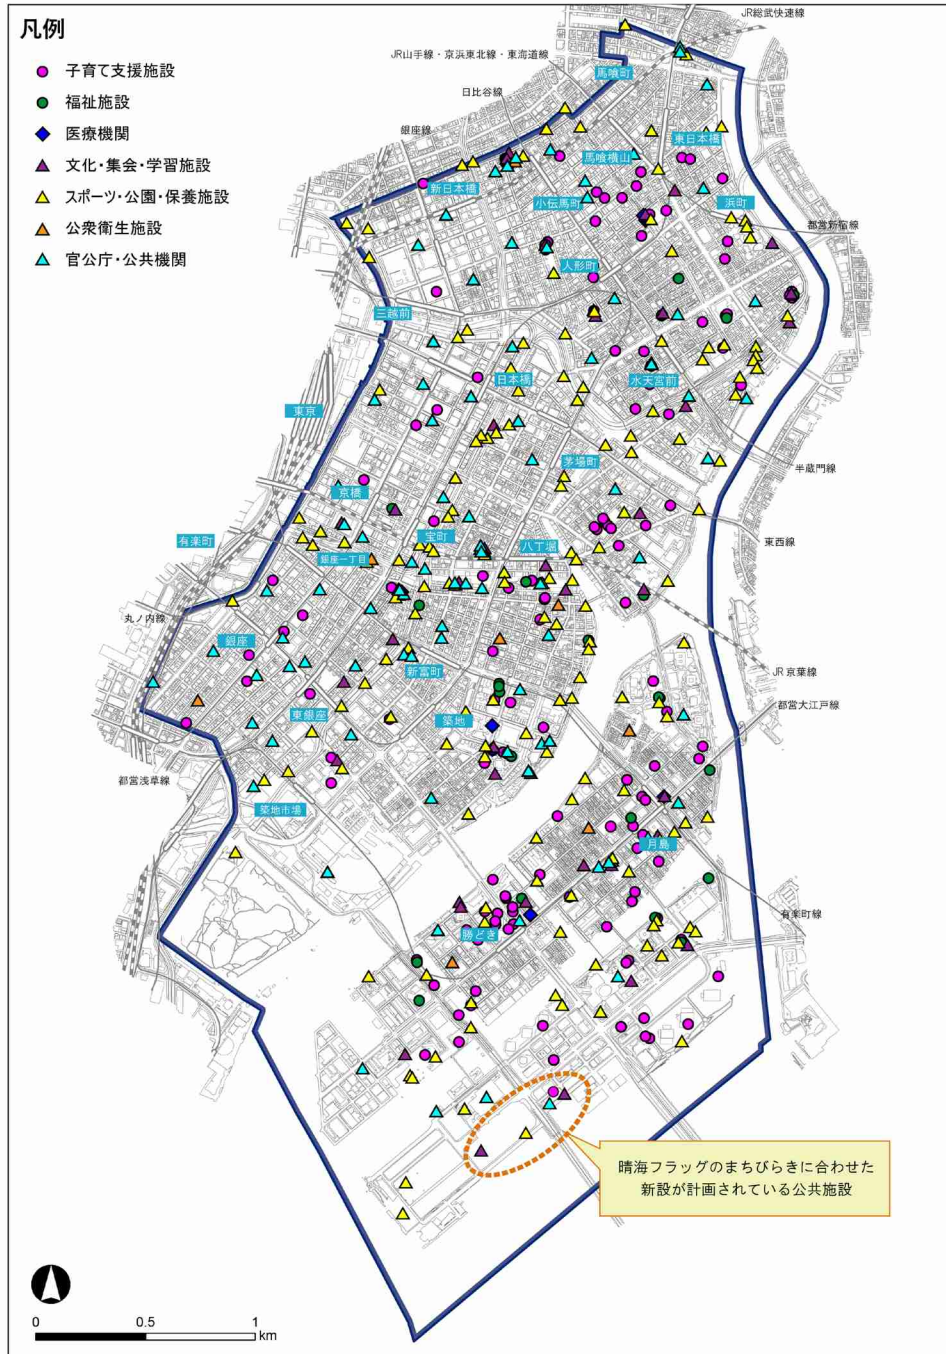 凡例
子育て支援施設
福祉施設
医療機関
文化・集会・学習施設
スポーツ・公園・保養施設
公衆衛生施設
官公庁・公共機関
JR総武快速線
JR山手線・京浜東北線・東海道線
馬喰町
日比谷線
銀座線
東日本橋
馬喰横山
新日本橋
小伝馬町
浜町
都営新宿線
人形町
三越前
日本橋
水天宮前
東京
茅場町
半蔵門線
京橋
有楽町
宝町
八丁堀
東西線
銀座一丁目
丸ノ内線
銀座
新富町
JR京葉線
都営大江戸線
東銀座
築地
都営浅草線
築地市場
月島
有楽町線
勝どき
晴海フラッグのまちびらきに合わせた
新設が計画されている公共施設
0 0.5 1
km